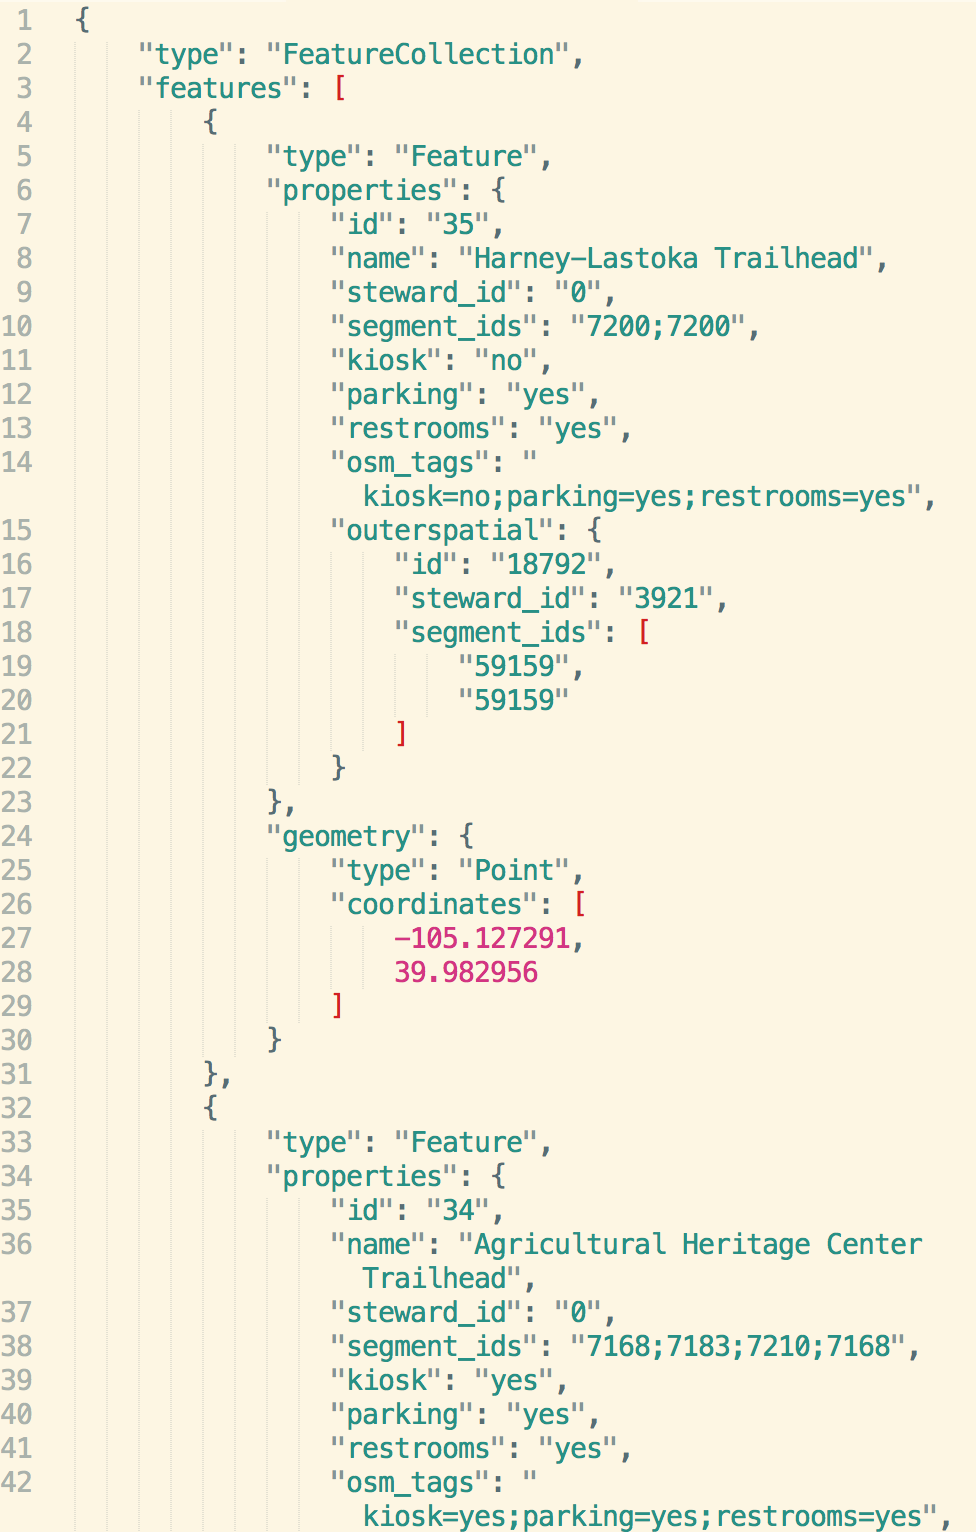 1 {
2 "type": "FeatureCollection",
3 "features": [
4 {
5 "type": "Feature",
6 "properties": {
7 "id": "35",
8 "name": "Harney-Lastoka Trailhead",
9 "steward_id": "0",
10 "segment_ids": "7200;7200",
11 "kiosk": "no",
12 "parking": "yes",
13 "restrooms": "yes",
14 "osm_tags": "
kiosk=no;parking=yes;restrooms=yes",
15 "outerspatial": {
16 "id": "18792",
17 "steward_id": "3921",
18 "segment_ids": [
19 "59159",
20 "59159"
21 ]
22 }
23 },
24 "geometry": {
25 "type": "Point",
26 "coordinates": [
27 -105.127291,
28 39.982956
29 ]
30 }
31 },
32 {
33 "type": "Feature",
34 "properties": {
35 "id": "34",
36 "name": "Agricultural Heritage Center
Trailhead",
37 "steward_id": "0",
38 "segment_ids": "7168;7183;7210;7168",
39 "kiosk": "yes",
40 "parking": "yes",
41 "restrooms": "yes",
42 "osm_tags": "
kiosk=yes;parking=yes;restrooms=yes",